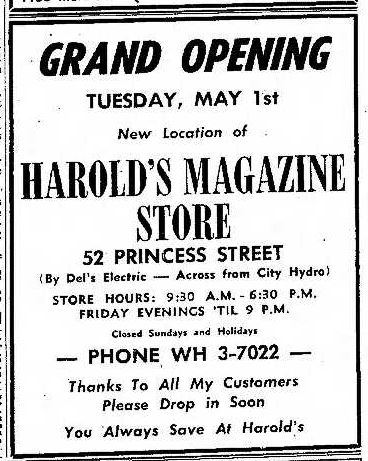 GRAND OPENING
TUESDAY, MAY 1st
New Location of
HAROLD'S MAGAZINE
STORE
52 PRINCESS STREET
(By Del's Electric — Across from City Hydro)
STORE HOURS: 9:30 A.M. - 6:30 P.M.
FRIDAY EVENINGS 'TIL 9 P.M.
Closed Sundays and Holidays
— PHONE WH 3-7022 —
Thanks To All My Customers
Please Drop in Soon
You Always Save At Harold's